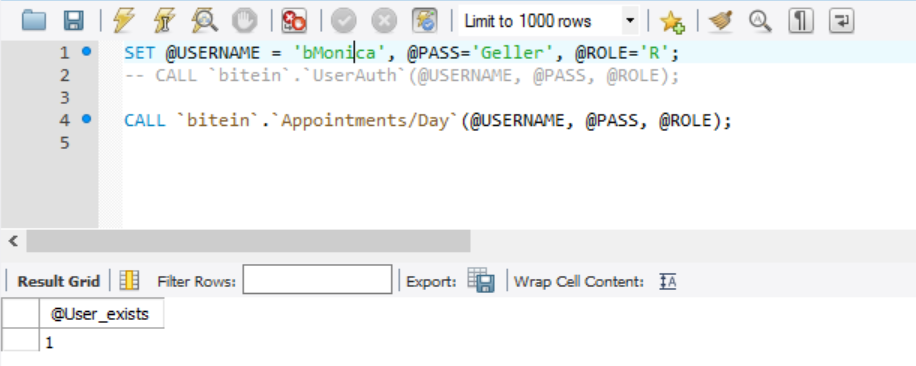 Limit to 1000 rows
1 SET @USERNAME = 'bMonica', @PASS='Geller', @ROLE='R';
2 -- CALL `bitein`.`UserAuth`(@USERNAME, @PASS, @ROLE);
3
4 CALL `bitein`.`Appointments/Day`(@USERNAME, @PASS, @ROLE);
5
Result Grid Filter Rows: Export: Wrap Cell Content: IA
@User_exists
1